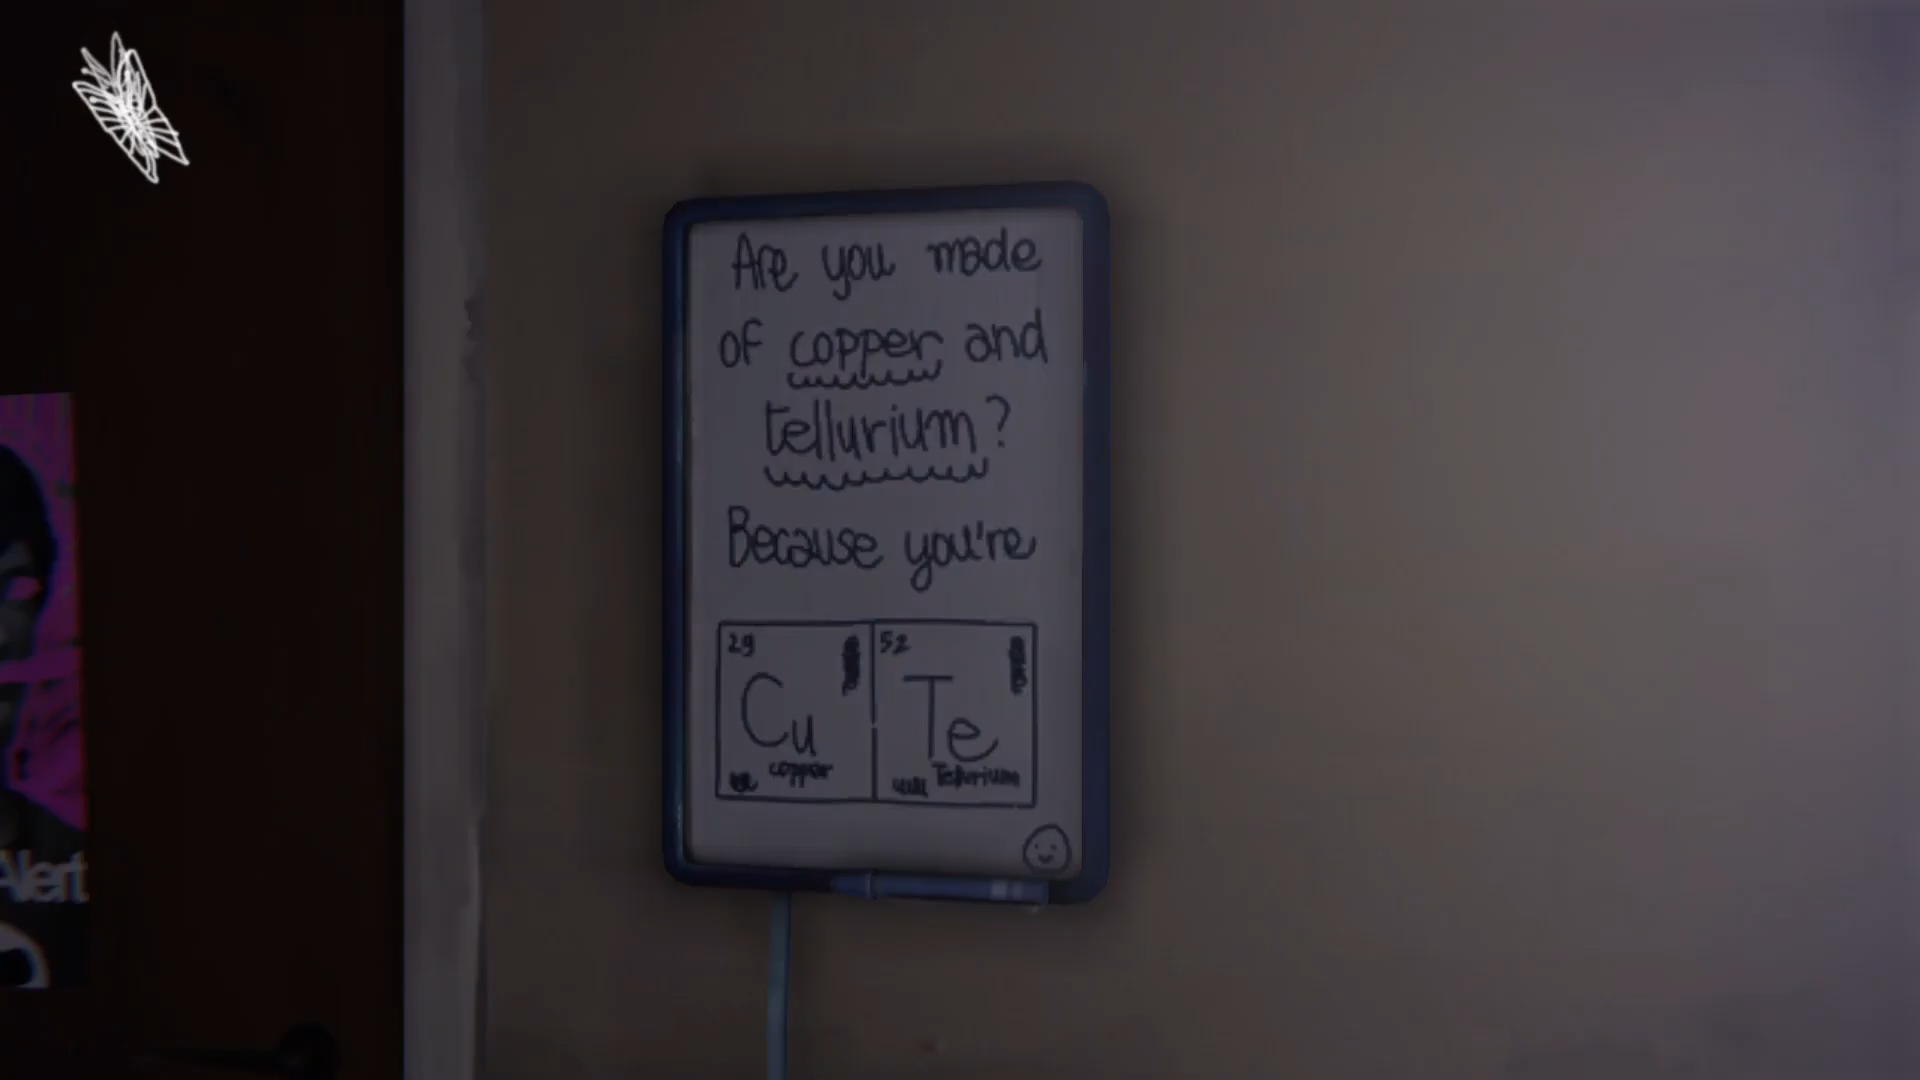 Are you made
of copper and
tellurium?
Because you're
29
52
Cu
Te
copper
Tellurium
Alert